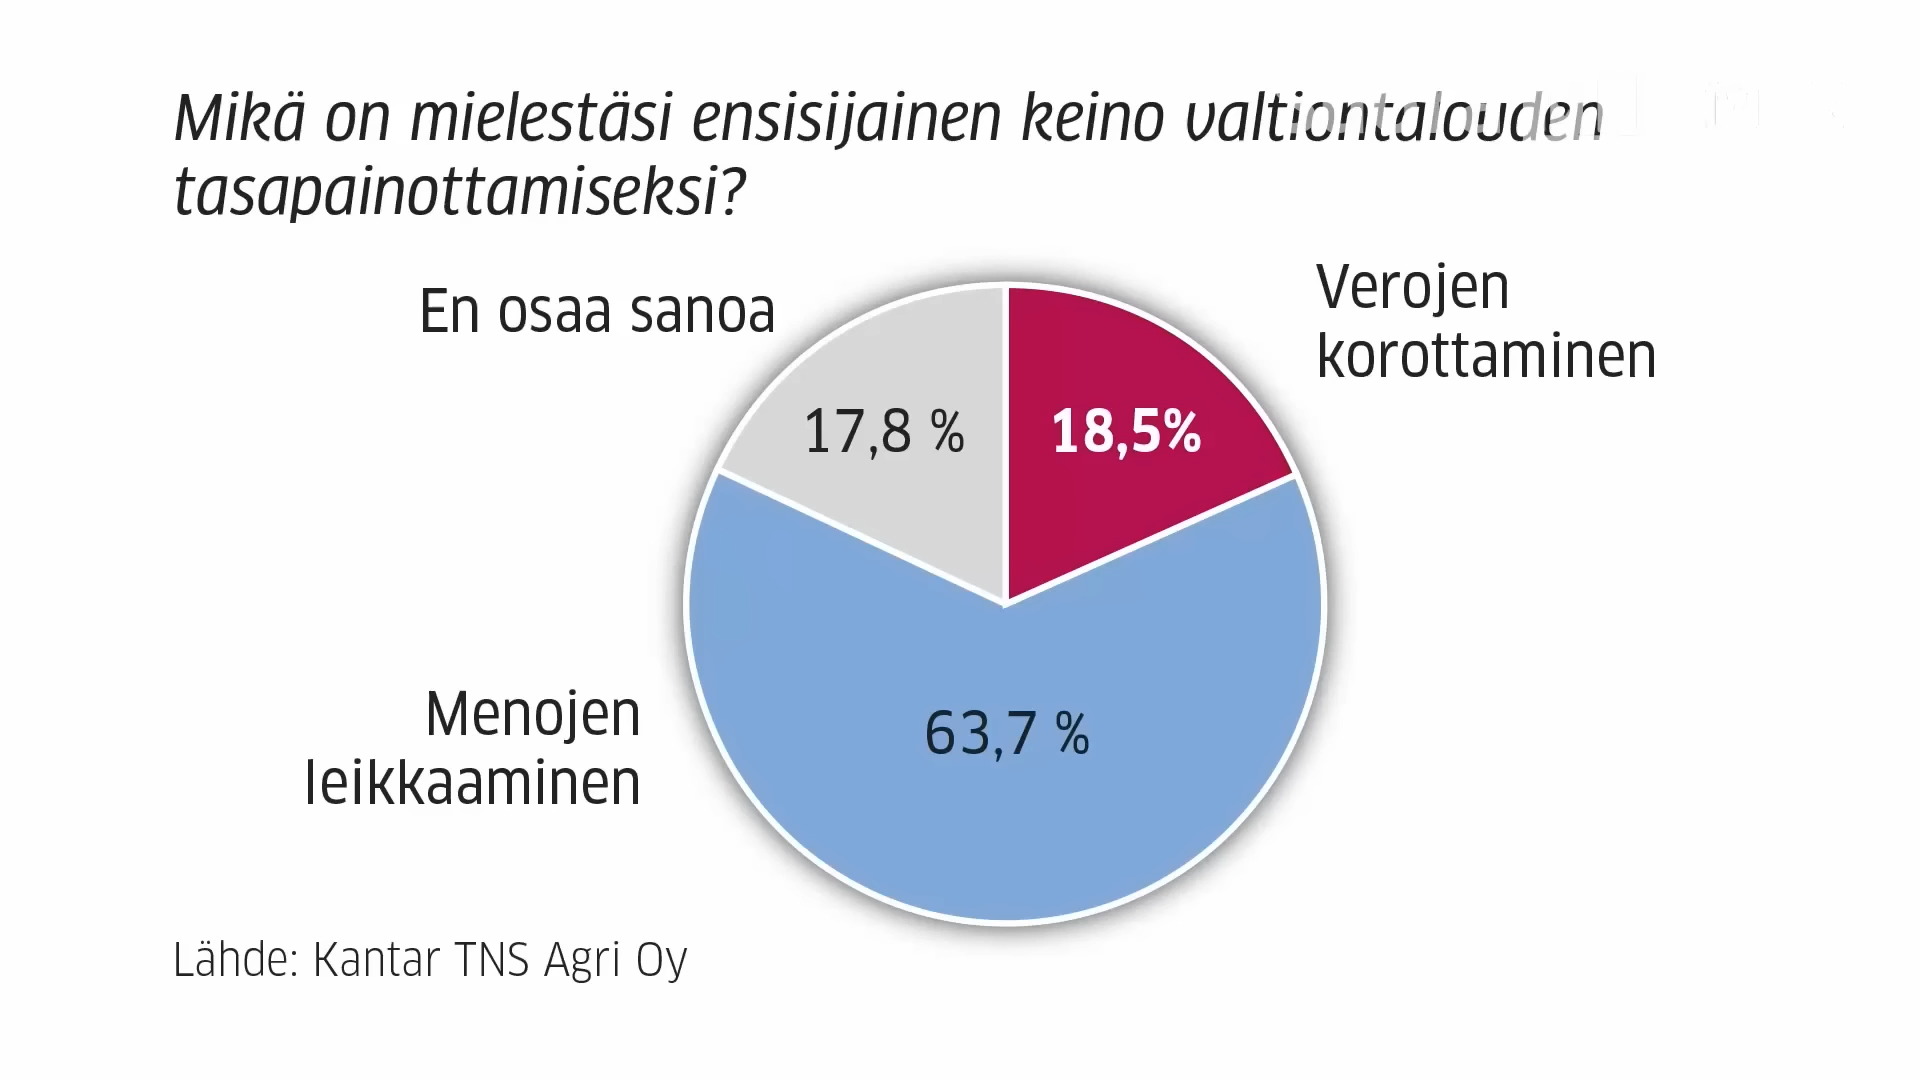 Mikä on mielestäsi ensisijainen keino valtiontalouden
tasapainottamiseksi?
En osaa sanoa
Verojen
korottaminen
17,8 %
18,5%
63,7 %
Menojen
leikkaaminen
Lähde: Kantar TNS Agri Oy